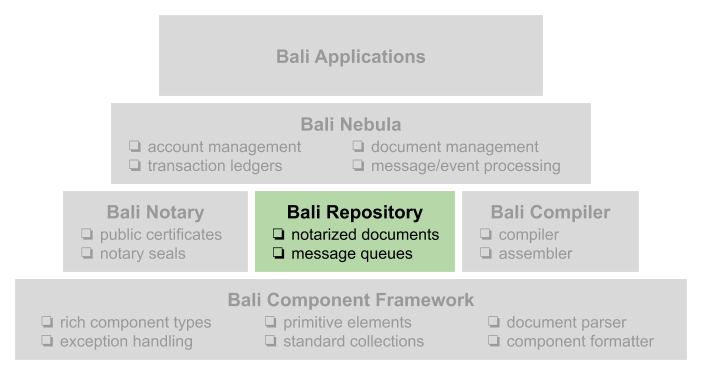 Bali Applications
Bali Nebula
❏ account management ❏ document management
❏ transaction ledgers ❏ message/event processing
Bali Notary
❏ public certificates
❏ notary seals
Bali Repository
❏ notarized documents
❏ message queues
Bali Compiler
❏ compiler
❏ assembler
Bali Component Framework
❏ rich component types ❏ primitive elements ❏ document parser
❏ exception handling ❏ standard collections ❏ component formatter